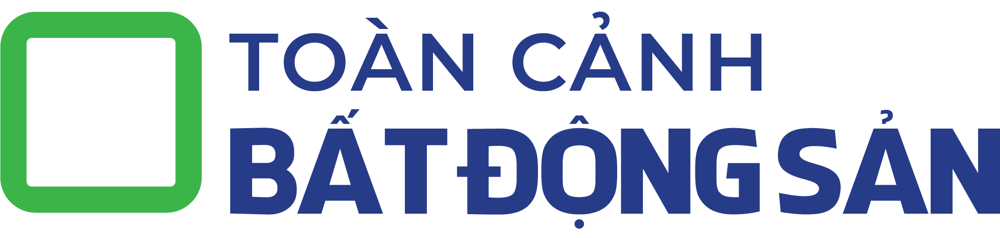 TOÀN CẢNH
BẤT ĐỘNG SẢN